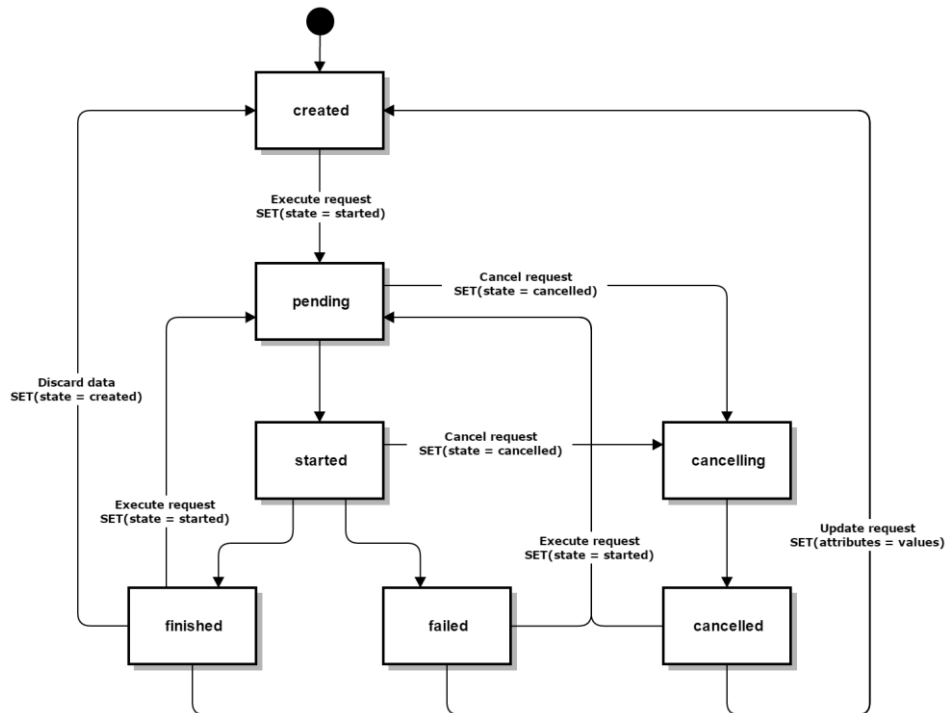 created
Execute request
SET(state = started)
pending
Cancel request
SET(state = cancelled)
Discard data
SET(state = created)
started
Cancel request
SET(state = cancelled)
cancelling
Execute request
SET(state = started)
Execute request
SET(state = started)
Update request
SET(attributes = values)
finished
failed
cancelled